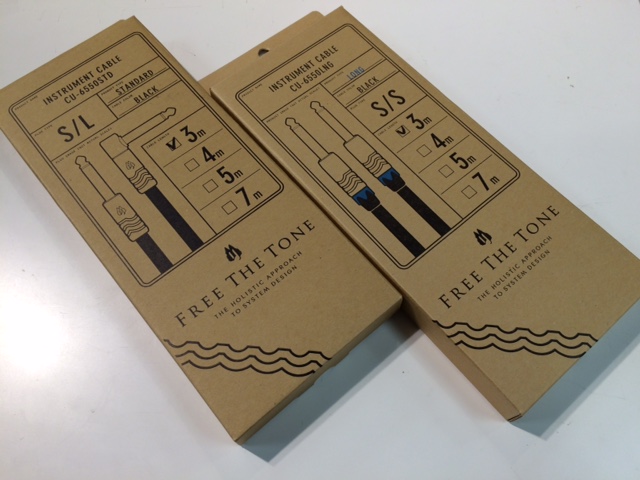 INSTRUMENT CABLE
CU-6550STD
STANDARD
BLACK
S/L
3m
4m
5m
7m
FREE THE TONE
THE HOLISTIC APPROACH
TO SYSTEM DESIGN
INSTRUMENT CABLE
CU-6550LNG
LONG
BLACK
S/S
3m
4m
5m
7m
FREE THE TONE
THE HOLISTIC APPROACH
TO SYSTEM DESIGN